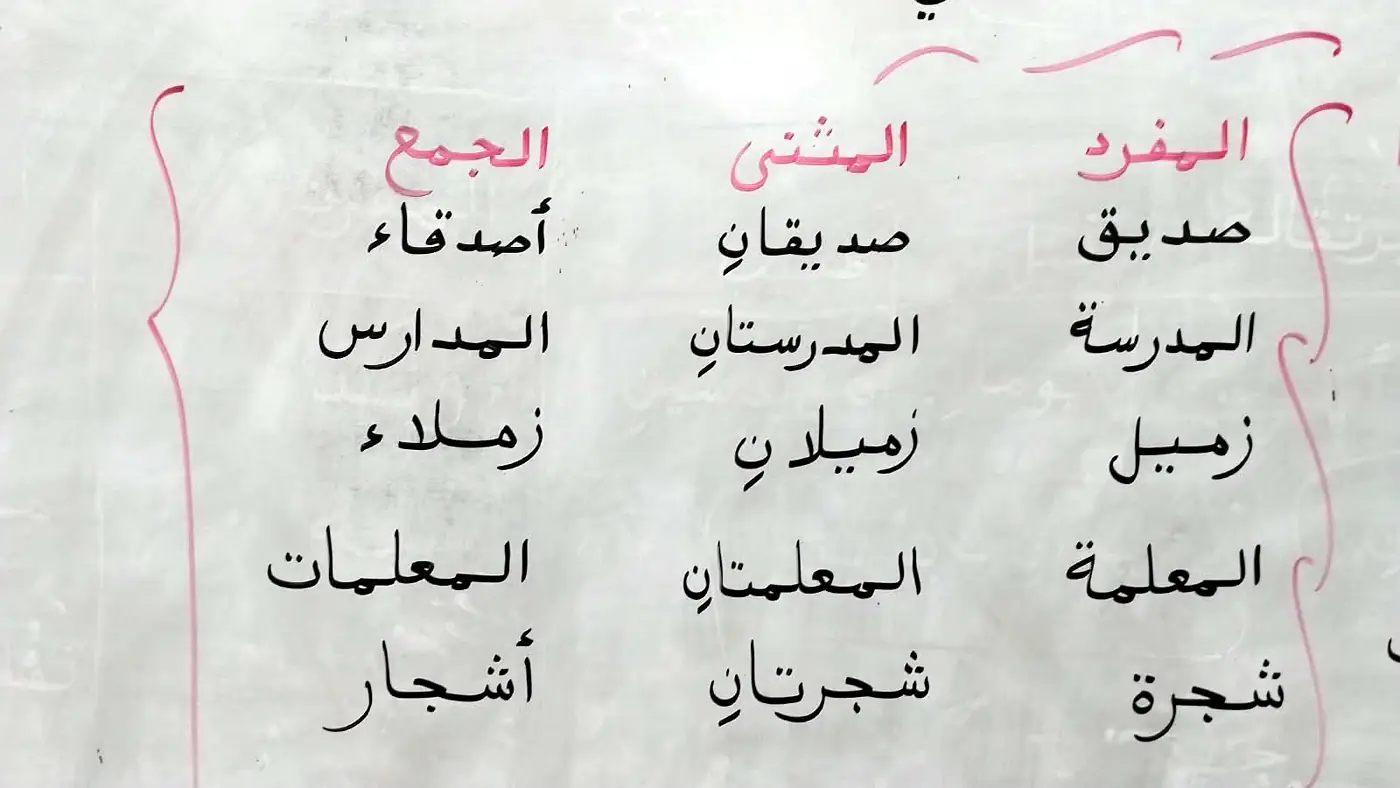 المفرد المثنى الجمع
صديق صديقانِ أصدقاء
المدرسة المدرستانِ المدارس
زميل زميلانِ زملاء
المعلمة المعلمتانِ المعلمات
شجرة شجرتانِ أشجار